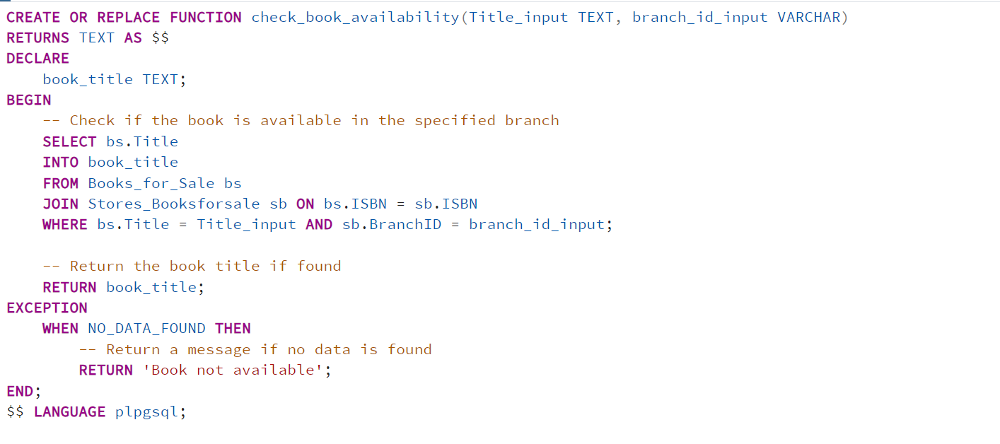 CREATE OR REPLACE FUNCTION check_book_availability(Title_input TEXT, branch_id_input VARCHAR)
RETURNS TEXT AS $$
DECLARE
    book_title TEXT;
BEGIN
    -- Check if the book is available in the specified branch
    SELECT bs.Title
    INTO book_title
    FROM Books_for_Sale bs
    JOIN Stores_Booksforsale sb ON bs.ISBN = sb.ISBN
    WHERE bs.Title = Title_input AND sb.BranchID = branch_id_input;

    -- Return the book title if found
    RETURN book_title;
EXCEPTION
    WHEN NO_DATA_FOUND THEN
        -- Return a message if no data is found
        RETURN 'Book not available';
END;
$$ LANGUAGE plpgsql;